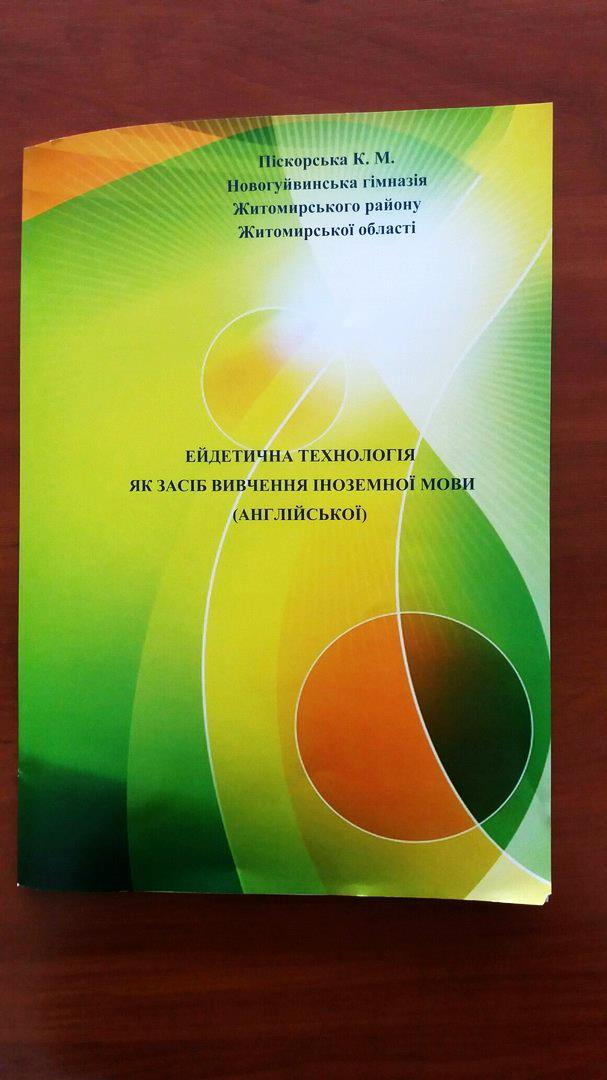 Піскорська К. М.
Новогуйвинська гімназія
Житомирського району
Житомирської області
ЕЙДЕТИЧНА ТЕХНОЛОГІЯ
ЯК ЗАСІБ ВИВЧЕННЯ ІНОЗЕМНОЇ МОВИ
(АНГЛІЙСЬКОЇ)